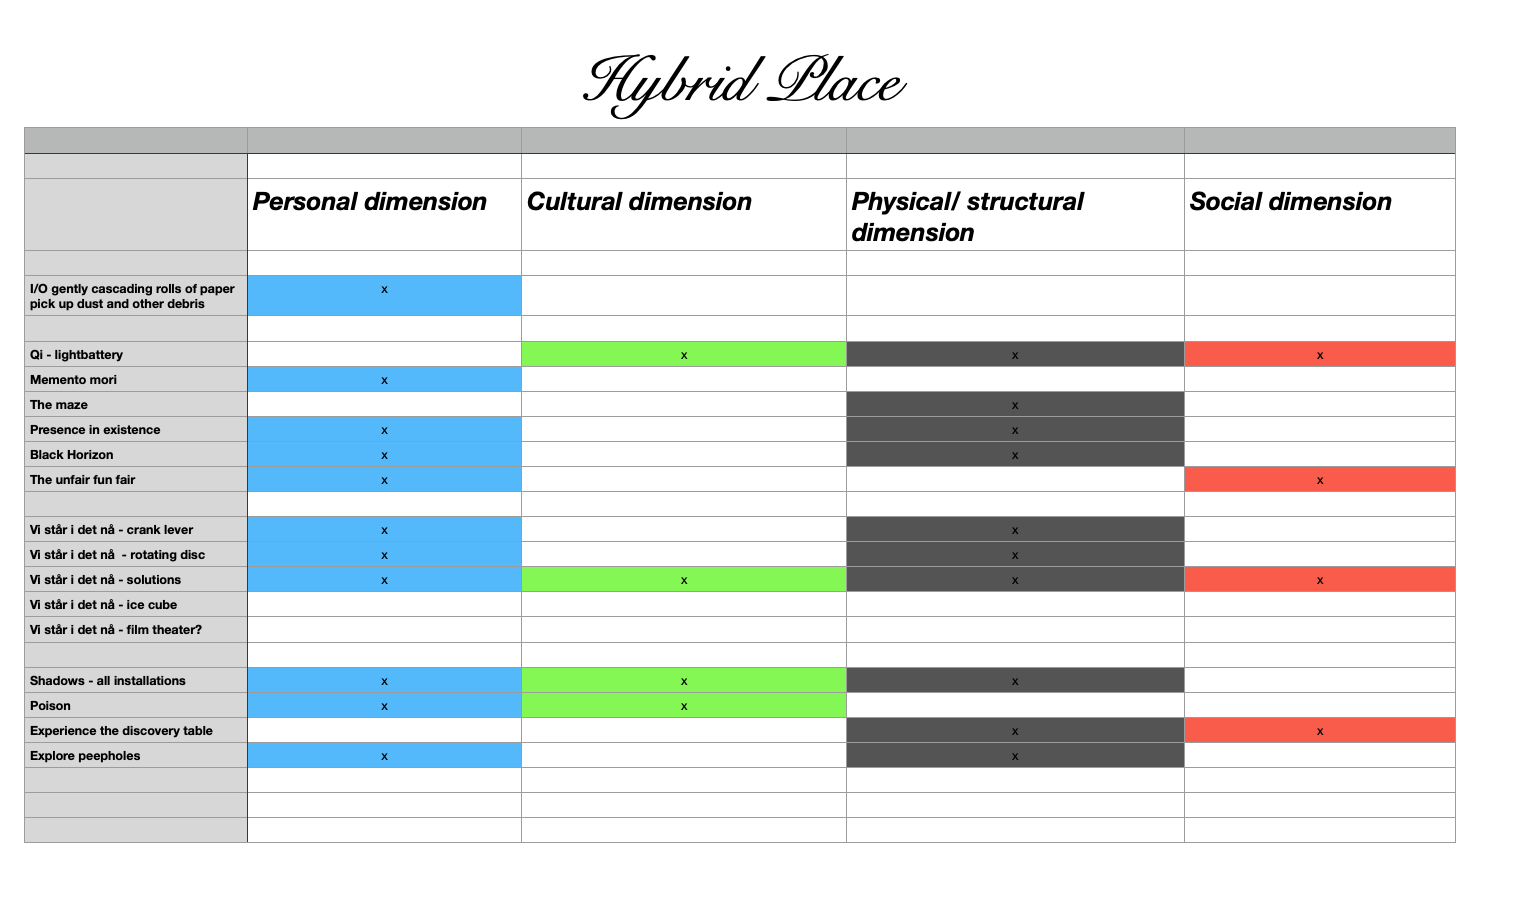 Hybrid Place
Personal dimension Cultural dimension Physical/ structural dimension Social dimension
I/O gently cascading rolls of paper x
pick up dust and other debris
Qi - lightbattery x x x
Memento mori x
The maze x
Presence in existence x x
Black Horizon x x
The unfair fun fair x x
Vi står i det nå - crank lever x x
Vi står i det nå  - rotating disc x x
Vi står i det nå - solutions x x x x
Vi står i det nå - ice cube
Vi står i det nå - film theater?
Shadows - all installations x x x
Poison x x
Experience the discovery table x x
Explore peepholes x x